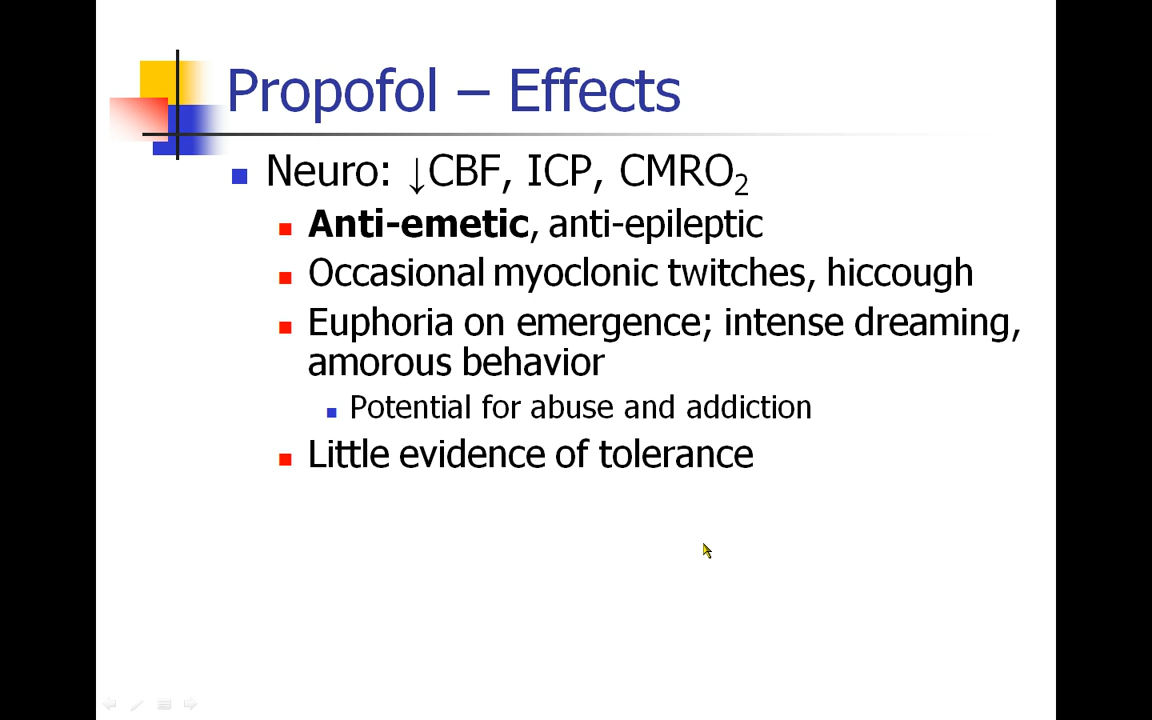 Propofol – Effects
Neuro: ↓CBF, ICP, CMRO₂
Anti-emetic, anti-epileptic
Occasional myoclonic twitches, hiccough
Euphoria on emergence; intense dreaming,
amorous behavior
Potential for abuse and addiction
Little evidence of tolerance